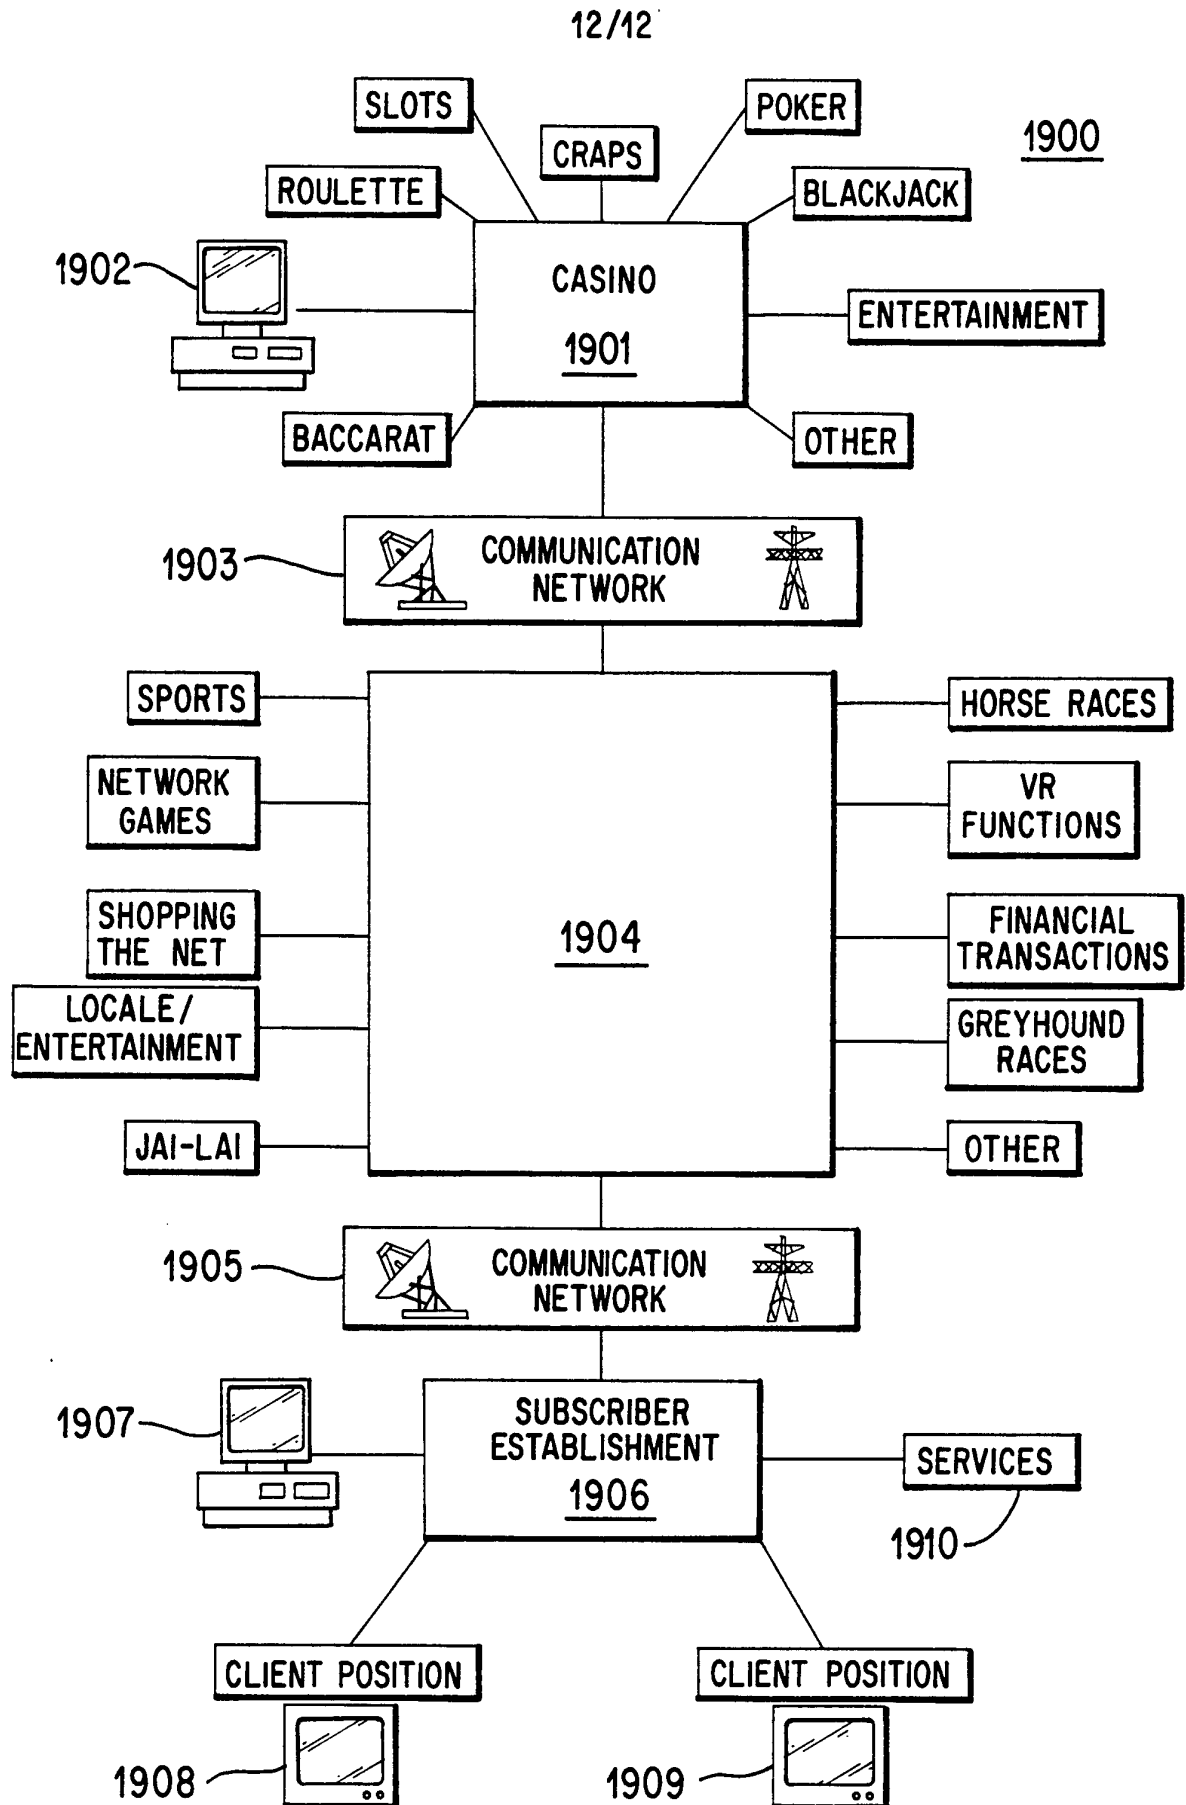 12/12
SLOTS
POKER
CRAPS
1900
ROULETTE
BLACKJACK
1902
CASINO
1901
ENTERTAINMENT
BACCARAT
OTHER
1903
COMMUNICATION
NETWORK
SPORTS
HORSE RACES
NETWORK
GAMES
VR
FUNCTIONS
SHOPPING
THE NET
1904
FINANCIAL
TRANSACTIONS
LOCALE/
ENTERTAINMENT
GREYHOUND
RACES
JAI-LAI
OTHER
1905
COMMUNICATION
NETWORK
1907
SUBSCRIBER
ESTABLISHMENT
1906
SERVICES
1910
CLIENT POSITION
CLIENT POSITION
1908
1909